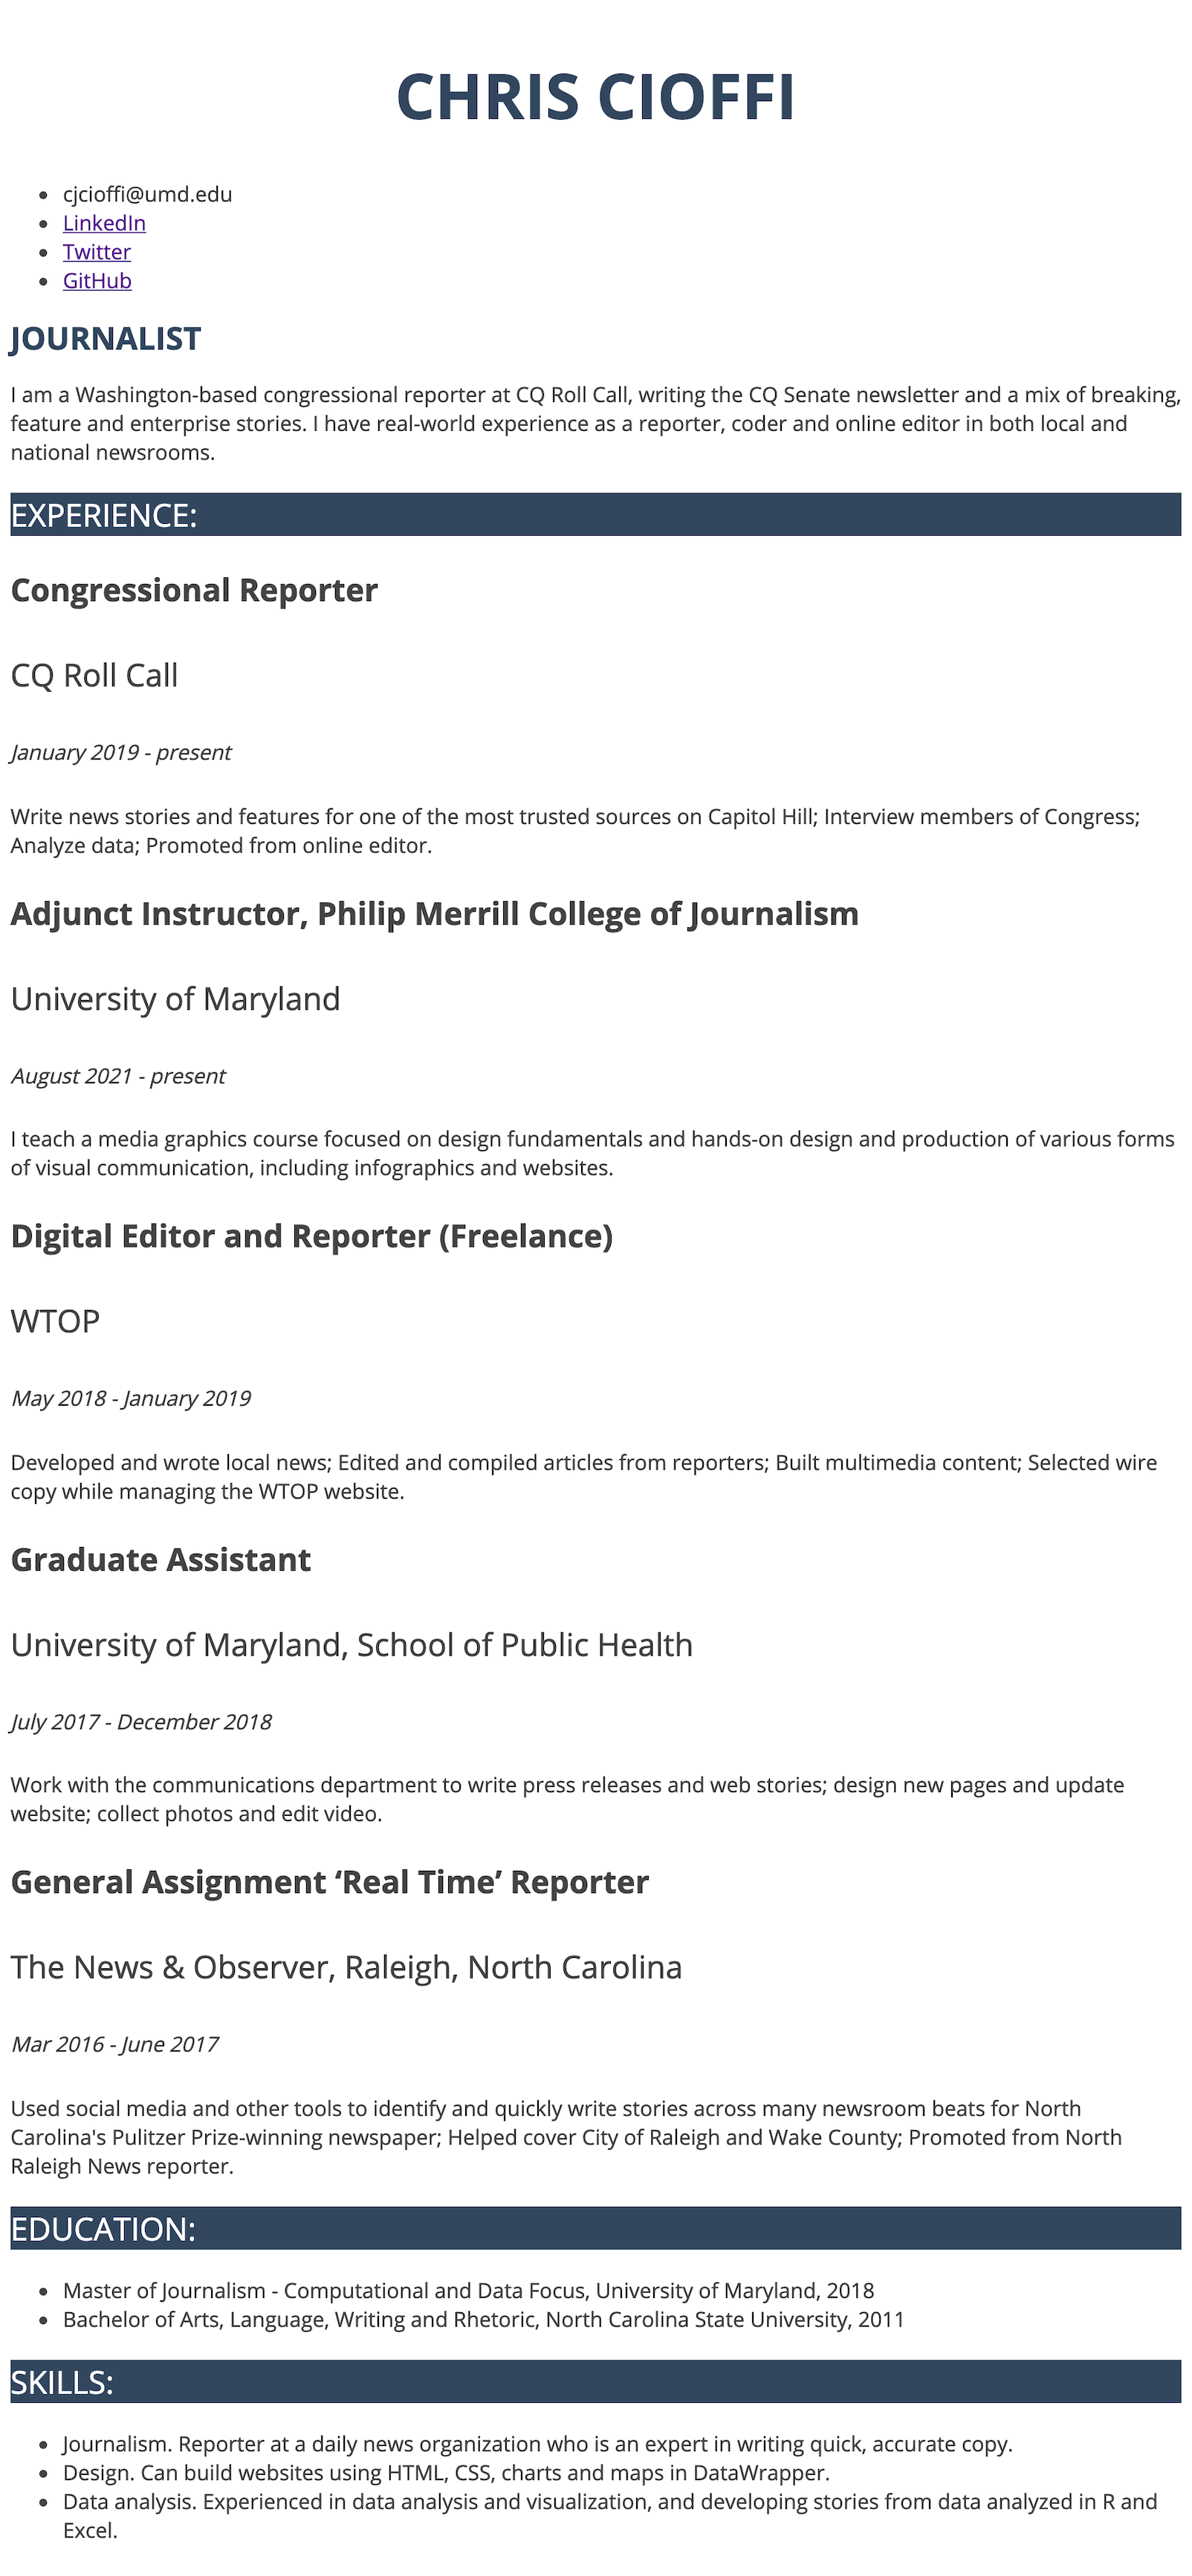 CHRIS CIOFFI
cjcioffi@umd.edu
LinkedIn
Twitter
GitHub
JOURNALIST
I am a Washington-based congressional reporter at CQ Roll Call, writing the CQ Senate newsletter and a mix of breaking,
feature and enterprise stories. I have real-world experience as a reporter, coder and online editor in both local and
national newsrooms.
EXPERIENCE:
Congressional Reporter
CQ Roll Call
January 2019 - present
Write news stories and features for one of the most trusted sources on Capitol Hill; Interview members of Congress;
Analyze data; Promoted from online editor.
Adjunct Instructor, Philip Merrill College of Journalism
University of Maryland
August 2021 - present
I teach a media graphics course focused on design fundamentals and hands-on design and production of various forms
of visual communication, including infographics and websites.
Digital Editor and Reporter (Freelance)
WTOP
May 2018 - January 2019
Developed and wrote local news; Edited and compiled articles from reporters; Built multimedia content; Selected wire
copy while managing the WTOP website.
Graduate Assistant
University of Maryland, School of Public Health
July 2017 - December 2018
Work with the communications department to write press releases and web stories; design new pages and update
website; collect photos and edit video.
General Assignment ‘Real Time’ Reporter
The News & Observer, Raleigh, North Carolina
Mar 2016 - June 2017
Used social media and other tools to identify and quickly write stories across many newsroom beats for North
Carolina's Pulitzer Prize-winning newspaper; Helped cover City of Raleigh and Wake County; Promoted from North
Raleigh News reporter.
EDUCATION:
Master of Journalism - Computational and Data Focus, University of Maryland, 2018
Bachelor of Arts, Language, Writing and Rhetoric, North Carolina State University, 2011
SKILLS:
Journalism. Reporter at a daily news organization who is an expert in writing quick, accurate copy.
Design. Can build websites using HTML, CSS, charts and maps in DataWrapper.
Data analysis. Experienced in data analysis and visualization, and developing stories from data analyzed in R and
Excel.